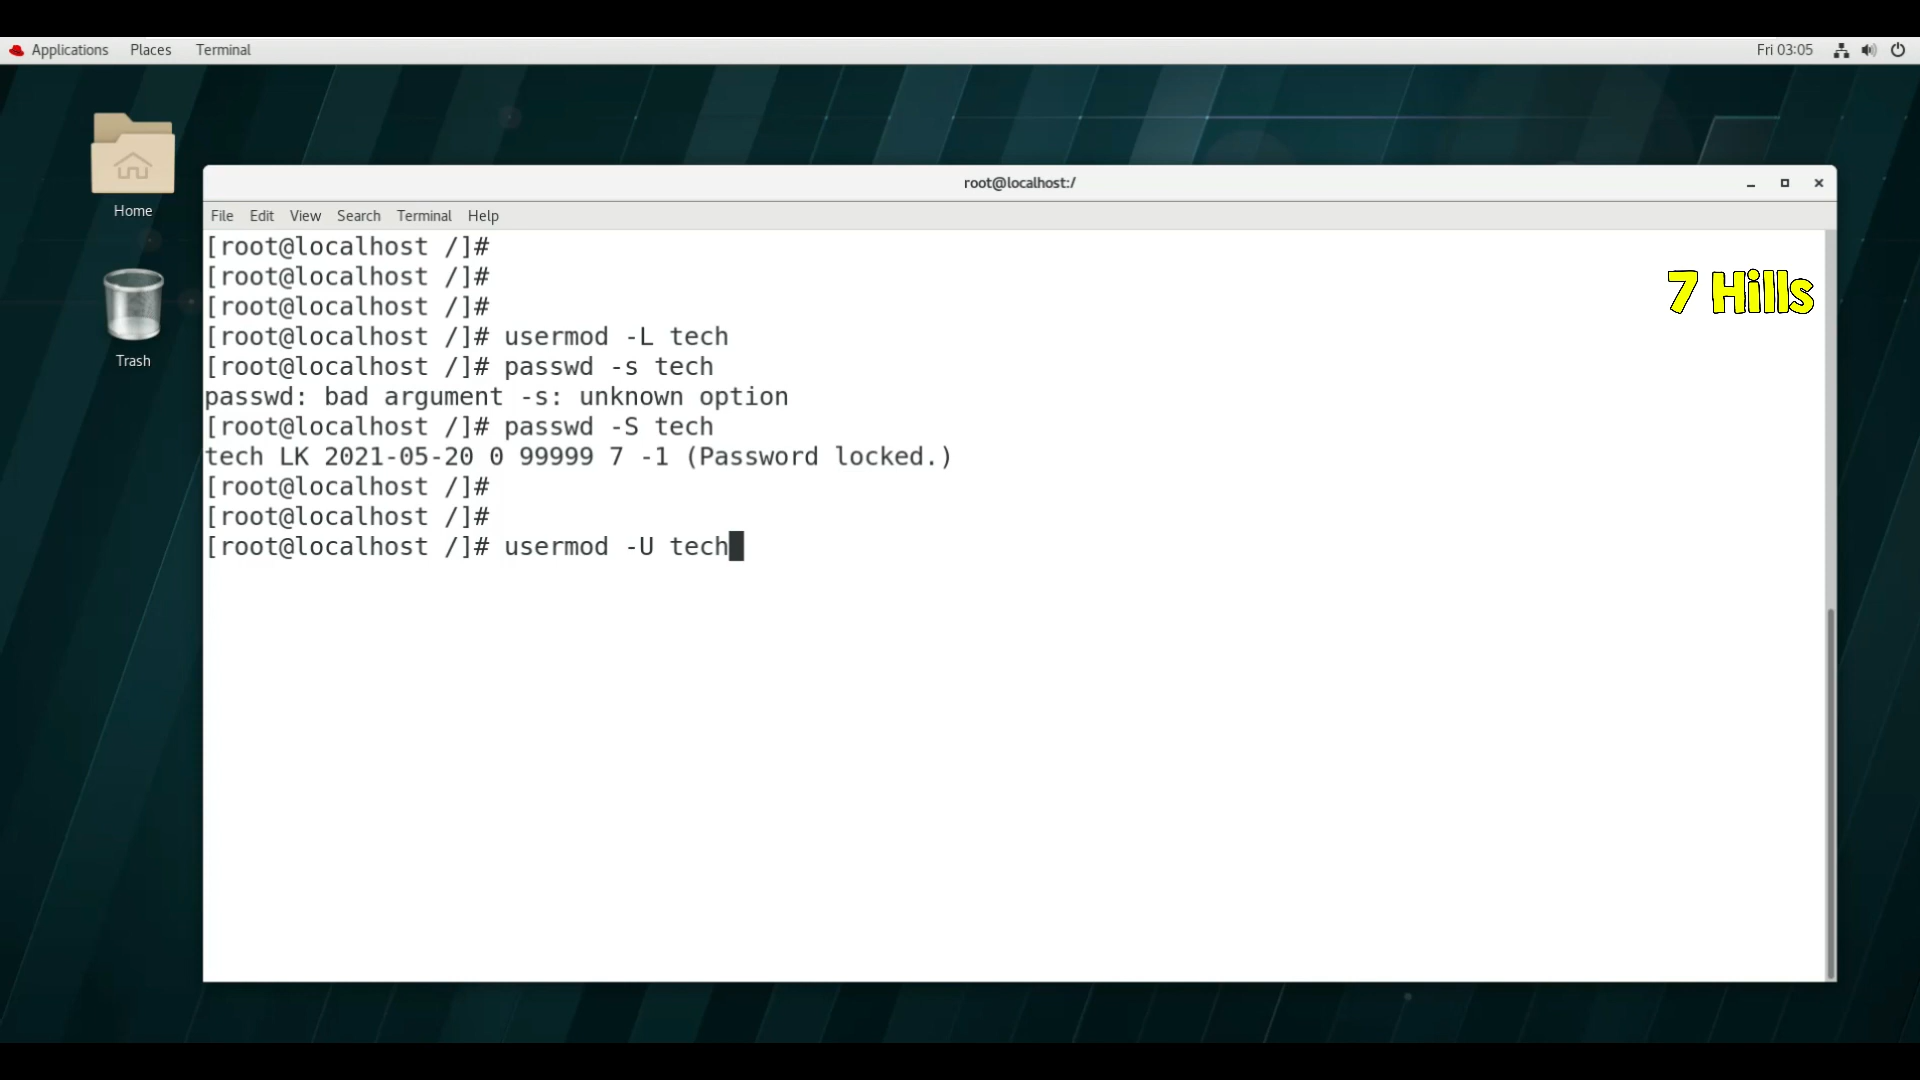 Applications Places Terminal Fri 03:05
Home
Trash
root@localhost:/
File Edit View Search Terminal Help
[root@localhost /]#
[root@localhost /]#
[root@localhost /]#
[root@localhost /]# usermod -L tech
[root@localhost /]# passwd -s tech
passwd: bad argument -s: unknown option
[root@localhost /]# passwd -S tech
tech LK 2021-05-20 0 99999 7 -1 (Password locked.)
[root@localhost /]#
[root@localhost /]#
[root@localhost /]# usermod -U tech
7 Hills